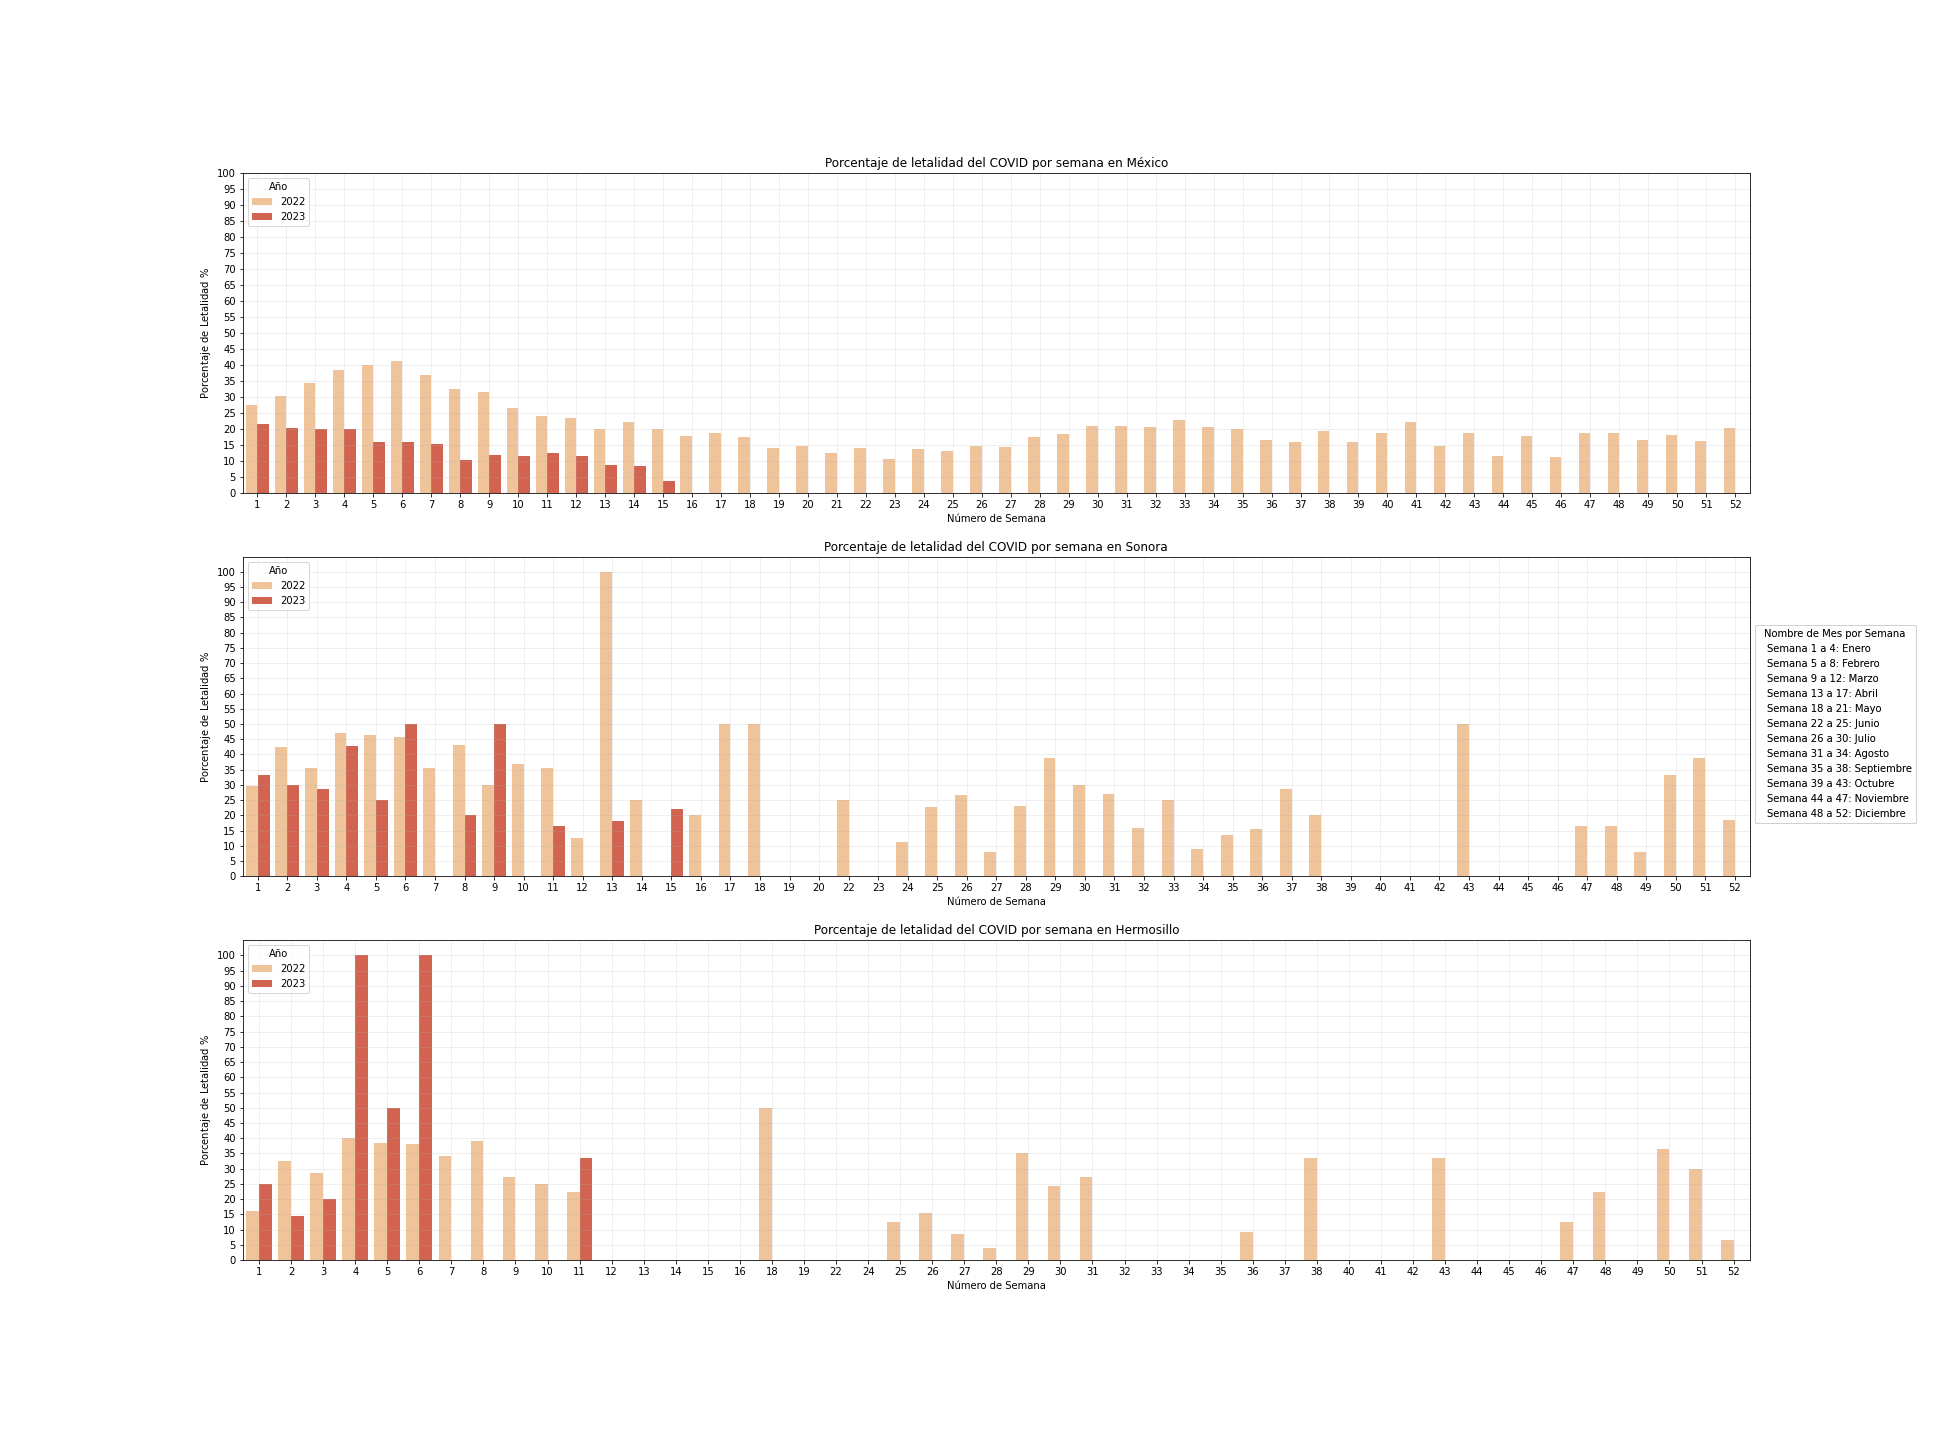 Porcentaje de letalidad del COVID por semana en México
Año
2022
2023
Porcentaje de Letalidad %
100
95
90
85
80
75
70
65
60
55
50
45
40
35
30
25
20
15
10
5
0
1 2 3 4 5 6 7 8 9 10 11 12 13 14 15 16 17 18 19 20 21 22 23 24 25 26 27 28 29 30 31 32 33 34 35 36 37 38 39 40 41 42 43 44 45 46 47 48 49 50 51 52
Número de Semana
Porcentaje de letalidad del COVID por semana en Sonora
Año
2022
2023
Porcentaje de Letalidad %
100
95
90
85
80
75
70
65
60
55
50
45
40
35
30
25
20
15
10
5
0
1 2 3 4 5 6 7 8 9 10 11 12 13 14 15 16 17 18 19 20 22 23 24 25 26 27 28 29 30 31 32 33 34 35 36 37 38 39 40 41 42 43 44 45 46 47 48 49 50 51 52
Número de Semana
Nombre de Mes por Semana
Semana 1 a 4: Enero
Semana 5 a 8: Febrero
Semana 9 a 12: Marzo
Semana 13 a 17: Abril
Semana 18 a 21: Mayo
Semana 22 a 25: Junio
Semana 26 a 30: Julio
Semana 31 a 34: Agosto
Semana 35 a 38: Septiembre
Semana 39 a 43: Octubre
Semana 44 a 47: Noviembre
Semana 48 a 52: Diciembre
Porcentaje de letalidad del COVID por semana en Hermosillo
Año
2022
2023
Porcentaje de Letalidad %
100
95
90
85
80
75
70
65
60
55
50
45
40
35
30
25
20
15
10
5
0
1 2 3 4 5 6 7 8 9 10 11 12 13 14 15 16 18 19 22 24 25 26 27 28 29 30 31 32 33 34 35 36 37 38 40 41 42 43 44 45 46 47 48 49 50 51 52
Número de Semana